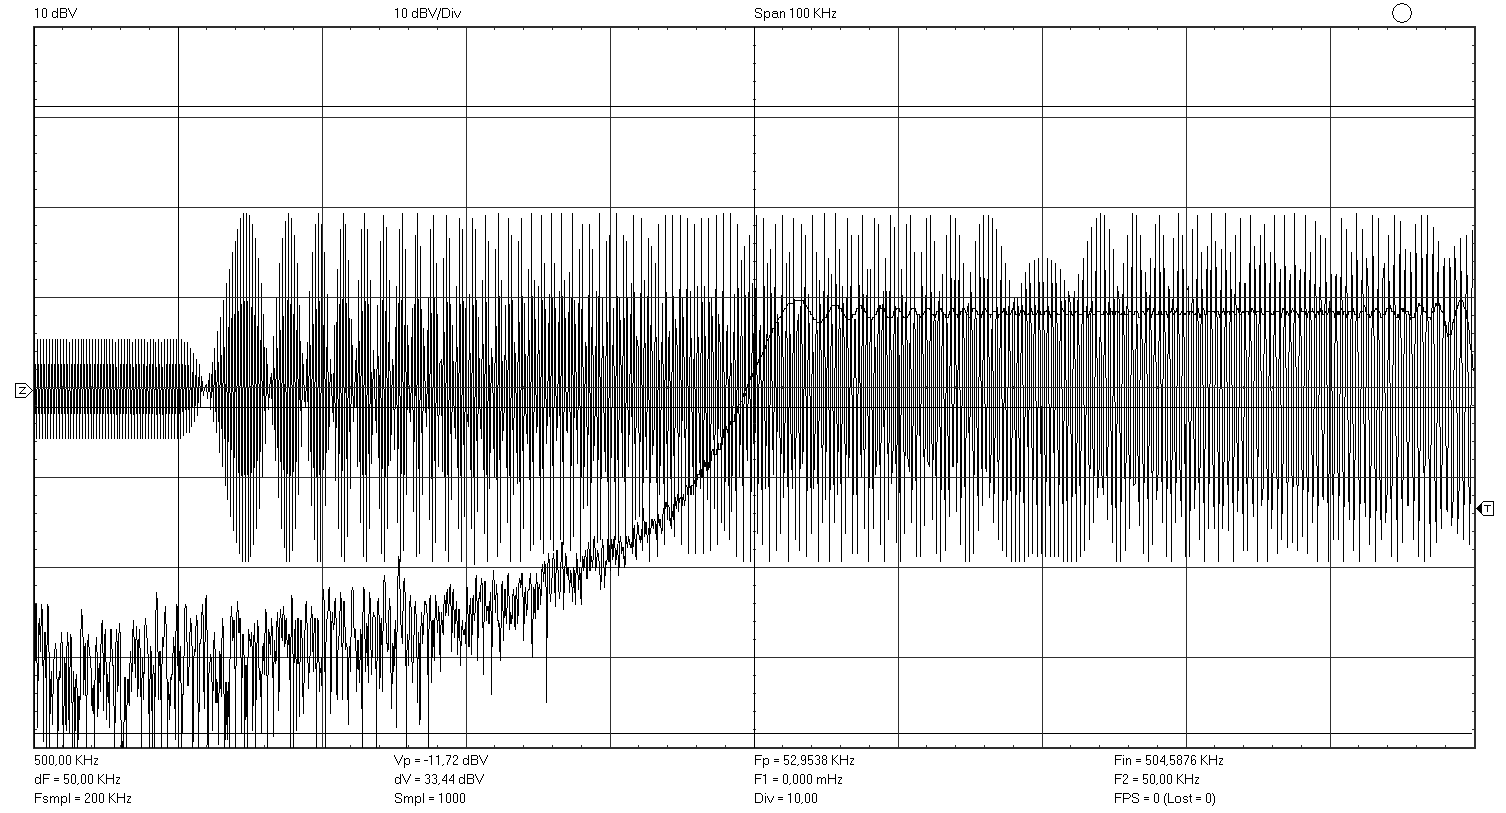 10 dBV 10 dBV/Div Span 100 KHz
Z
T
500,00 KHz Vp = -11,72 dBV Fp = 52,9538 KHz Fin = 504,5876 KHz
dF = 50,00 KHz dV = 33,44 dBV F1 = 0,000 mHz F2 = 50,00 KHz
Fsmpl = 200 KHz Smpl = 1000 Div = 10,00 FPS = 0 (Lost = 0)